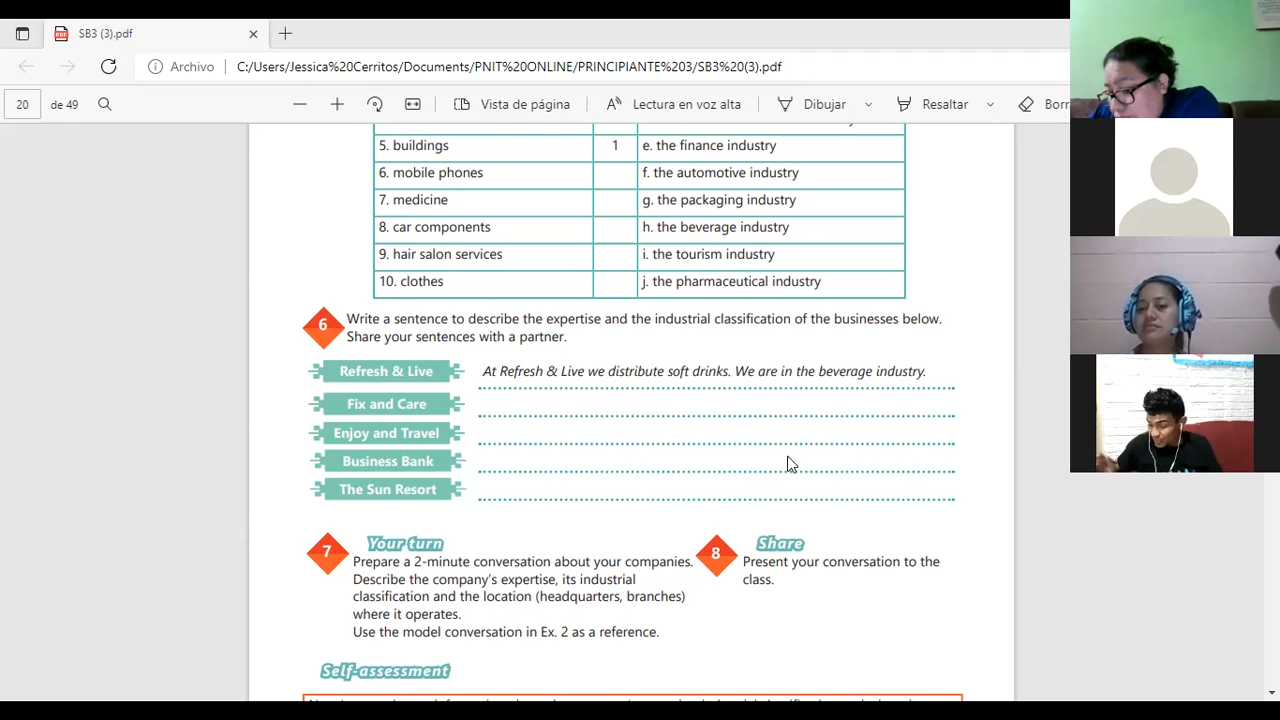 SB3 (3).pdf
Archivo C:/Users/Jessica%20Cerritos/Documents/PNIT%20ONLINE/PRINCIPIANTE%203/SB3%20(3).pdf
20 de 49 Vista de página Lectura en voz alta Dibujar Resaltar Borr
5. buildings 1 e. the finance industry
6. mobile phones f. the automotive industry
7. medicine g. the packaging industry
8. car components h. the beverage industry
9. hair salon services i. the tourism industry
10. clothes j. the pharmaceutical industry
6 Write a sentence to describe the expertise and the industrial classification of the businesses below.
Share your sentences with a partner.
Refresh & Live At Refresh & Live we distribute soft drinks. We are in the beverage industry.
Fix and Care
Enjoy and Travel
Business Bank
The Sun Resort
7 Your turn
Prepare a 2-minute conversation about your companies.
Describe the company's expertise, its industrial
classification and the location (headquarters, branches)
where it operates.
Use the model conversation in Ex. 2 as a reference.
8 Share
Present your conversation to the
class.
Self-assessment